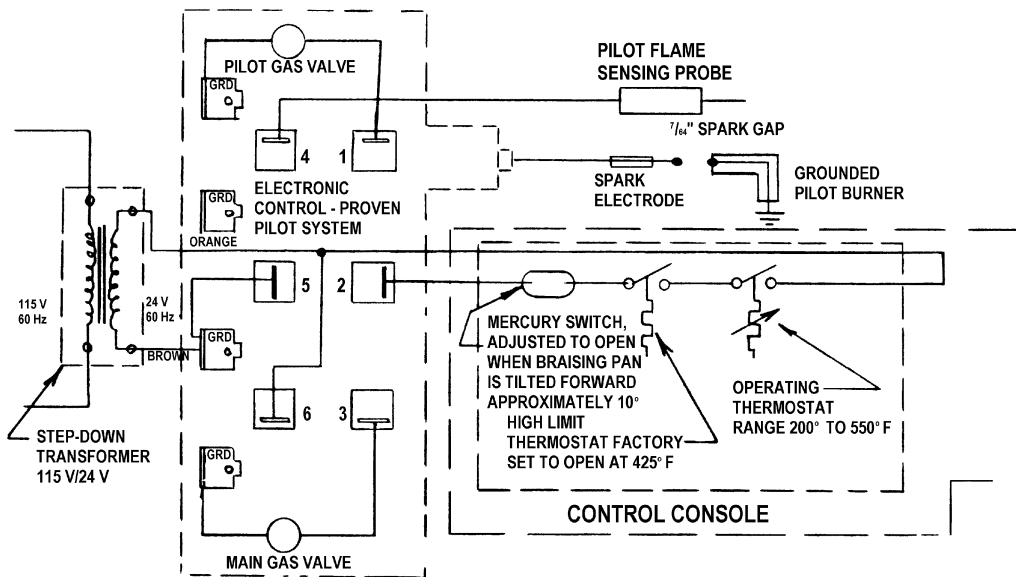 PILOT GAS VALVE
GRD
4
1
PILOT FLAME
SENSING PROBE
7/64" SPARK GAP
SPARK
ELECTRODE
GROUNDED
PILOT BURNER
ELECTRONIC
CONTROL - PROVEN
PILOT SYSTEM
GRD
ORANGE
115 V
60 Hz
24 V
60 Hz
BROWN
5
2
GRD
6
3
STEP-DOWN
TRANSFORMER
115 V/24 V
GRD
MAIN GAS VALVE
MERCURY SWITCH,
ADJUSTED TO OPEN
WHEN BRAISING PAN
IS TILTED FORWARD
APPROXIMATELY 10°
HIGH LIMIT
THERMOSTAT FACTORY
SET TO OPEN AT 425° F
OPERATING
THERMOSTAT
RANGE 200° TO 550° F
CONTROL CONSOLE